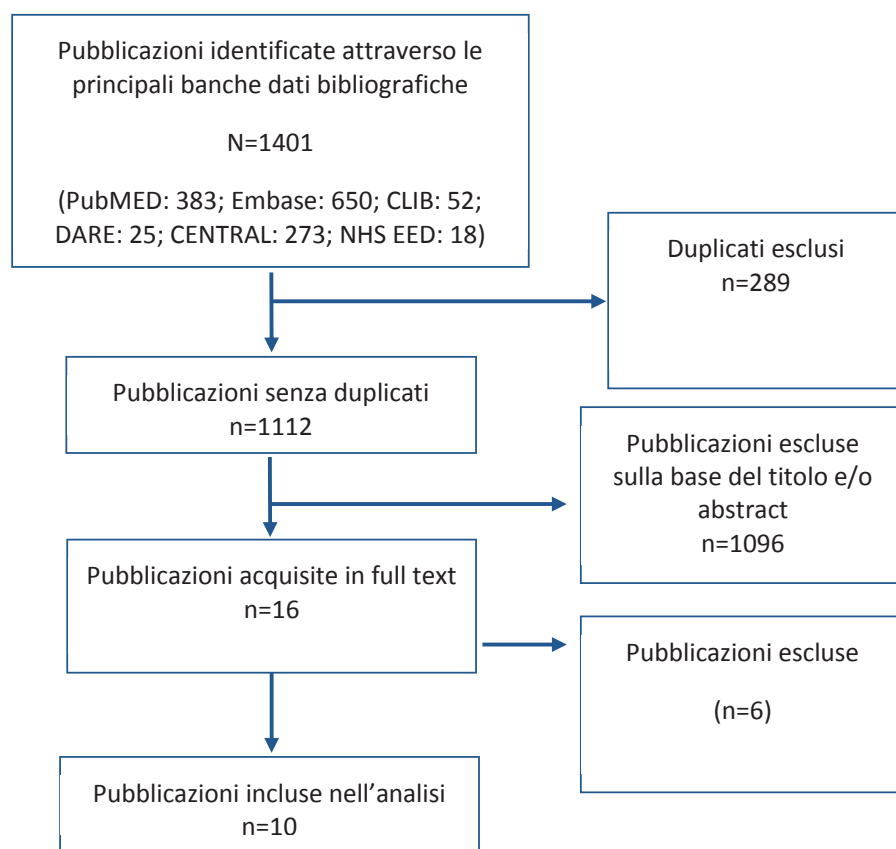 Pubblicazioni identificate attraverso le
principali banche dati bibliografiche
N=1401
(PubMED: 383; Embase: 650; CLIB: 52;
DARE: 25; CENTRAL: 273; NHS EED: 18)
Duplicati esclusi
n=289
Pubblicazioni senza duplicati
n=1112
Pubblicazioni escluse
sulla base del titolo e/o
abstract
n=1096
Pubblicazioni acquisite in full text
n=16
Pubblicazioni escluse
(n=6)
Pubblicazioni incluse nell'analisi
n=10